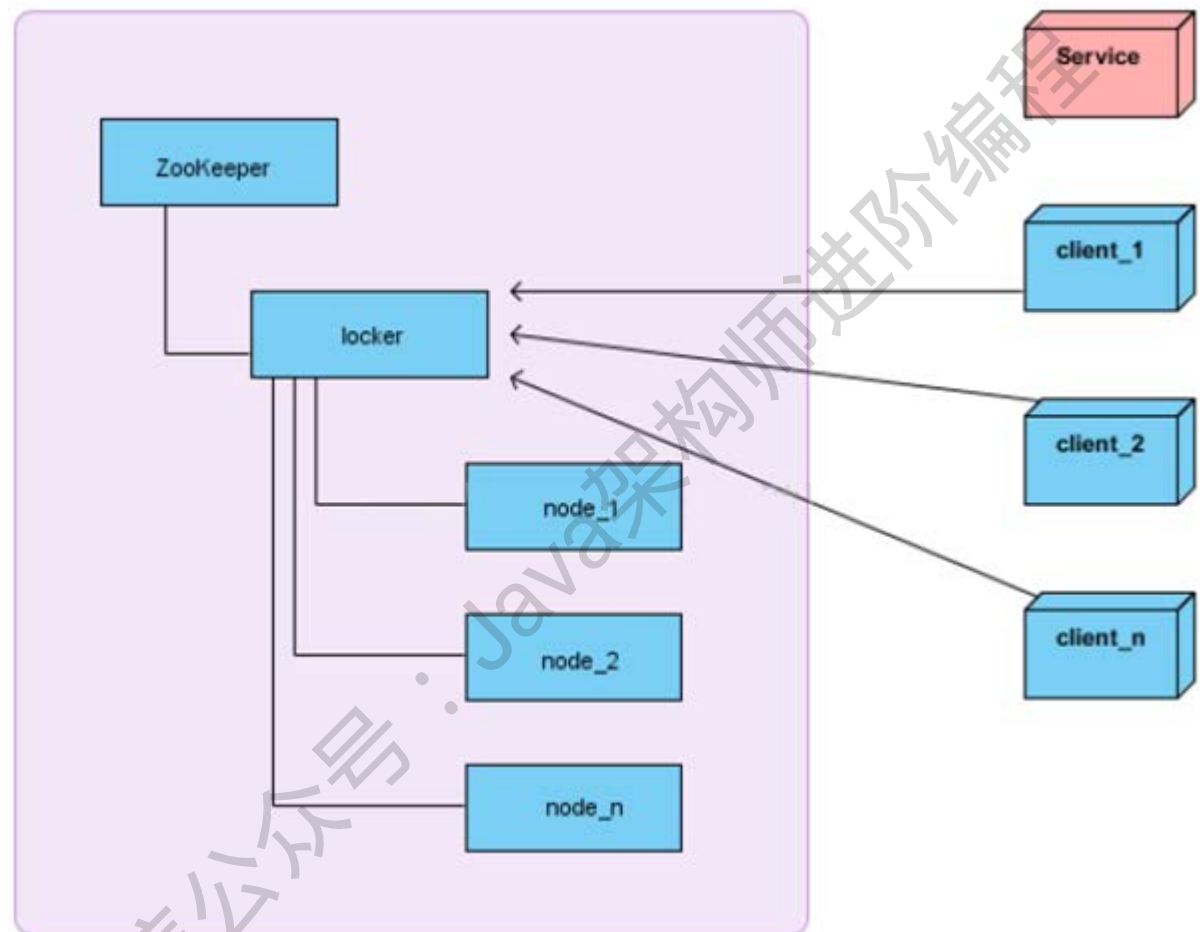 Service
ZooKeeper
client_1
locker
client_2
node_1
client_n
node_2
node_n
信公众号：Java架构师进阶编程